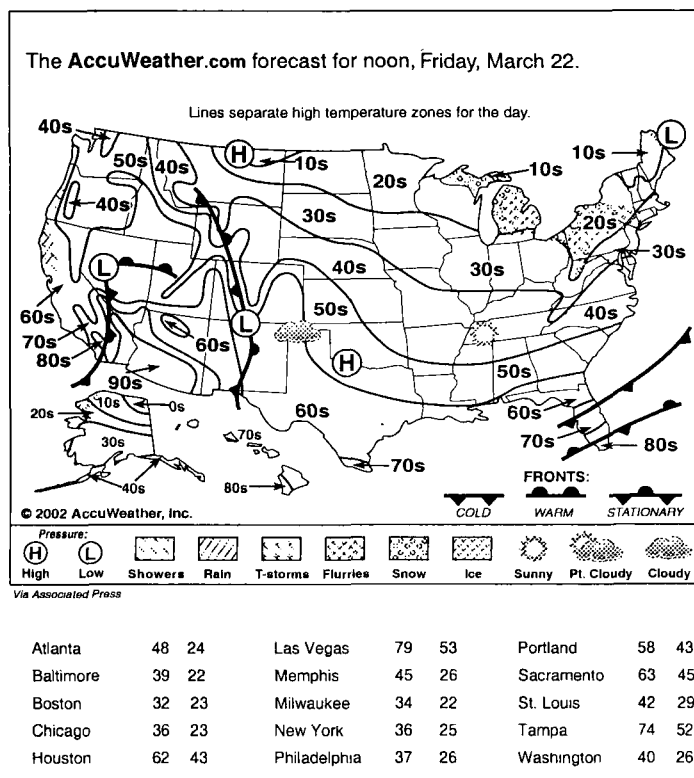 The AccuWeather.com forecast for noon, Friday, March 22.
Lines separate high temperature zones for the day.
40s
50s
40s
H
10s
20s
10s
10s
L
40s
30s
20s
30s
L
40s
30s
60s
50s
40s
70s
L
60s
80s
H
50s
90s
60s
60s
10s
0s
20s
70s
70s
80s
30s
70s
40s
80s
FRONTS:
COLD WARM STATIONARY
© 2002 AccuWeather, Inc.
Pressure:
H L
High Low Showers Rain T-storms Flurries Snow Ice Sunny Pt. Cloudy Cloudy
Via Associated Press
Atlanta 48 24 Las Vegas 79 53 Portland 58 43
Baltimore 39 22 Memphis 45 26 Sacramento 63 45
Boston 32 23 Milwaukee 34 22 St. Louis 42 29
Chicago 36 23 New York 36 25 Tampa 74 52
Houston 62 43 Philadelphia 37 26 Washington 40 26